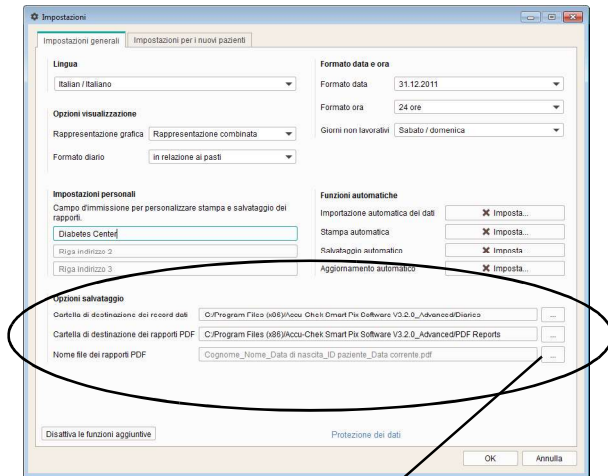 Impostazioni
Impostazioni generali
Impostazioni per i nuovi pazienti
Lingua
Italian / Italiano
Formato data e ora
Formato data 31.12.2011
Formato ora 24 ore
Giorni non lavorativi Sabato / domenica
Opzioni visualizzazione
Rappresentazione grafica Rappresentazione combinata
Formato diario in relazione ai pasti
Impostazioni personali
Campo d'immissione per personalizzare stampa e salvataggio dei
rapporti.
Diabetes Center
Riga indirizzo 2
Riga indirizzo 3
Funzioni automatiche
Importazione automatica dei dati Imposta...
Stampa automatica Imposta...
Salvataggio automatico Imposta...
Aggiornamento automatico Imposta...
Opzioni salvataggio
Cartella di destinazione dei record dati C:/Program Files (x86)/Accu-Chek Smart Pix Software V3.2.0_Advanced/Diaries ...
Cartella di destinazione dei rapporti PDF C:/Program Files (x86)/Accu-Chek Smart Pix Software V3.2.0_Advanced/PDF Reports ...
Nome file dei rapporti PDF Cognome_Nome_Data di nascita_ID paziente_Data corrente.pdf ...
Disattiva le funzioni aggiuntive
Protezione dei dati
OK
Annulla